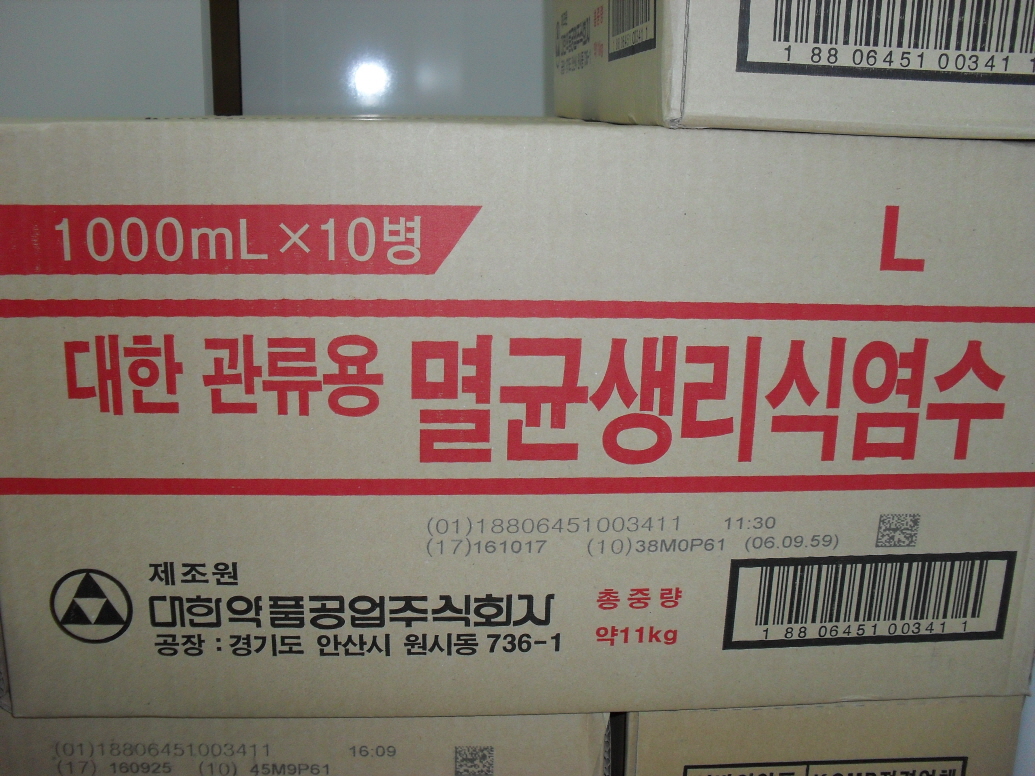 1 88 06451 00341 1
1000mL×10병
L
대한 관류용 멸균생리식염수
(01)18806451003411 11:30
(17)161017 (10)38M0P61 (06.09.59)
제조원
대한약품공업주식회사
공장 : 경기도 안산시 원시동 736-1
총중량
약11kg
1 88 06451 00341 1
(01)18806451003411 16:09
(17) 160925 (10) 45M9P61